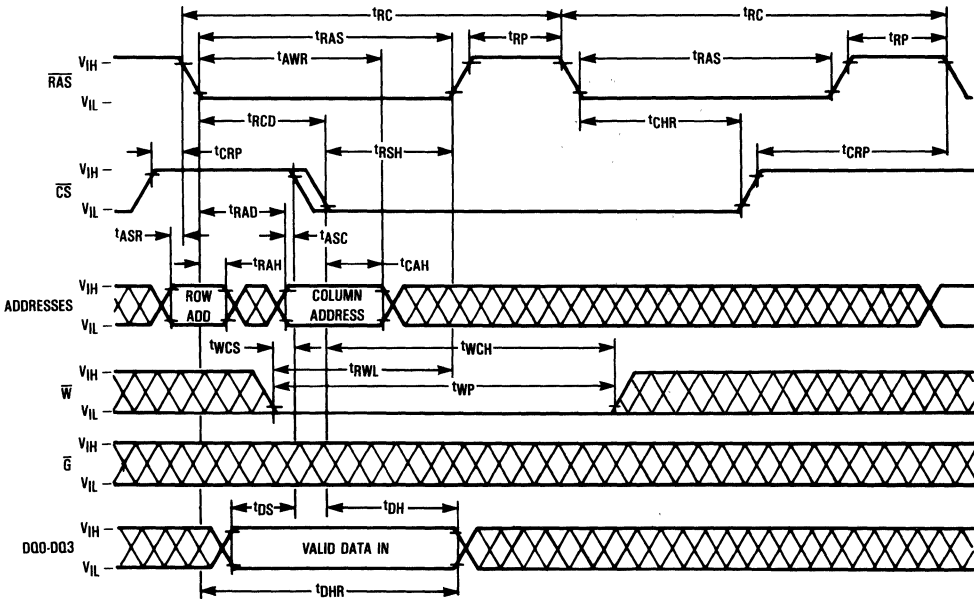 tRC tRC
tRAS tRP tRP
tAWR tRAS
VIH
RAS
VIL
tRCD tCHR
tCRP tRSH tCRP
VIH
CS
VIL
tRAD
tASR tASC
tRAH tCAH
VIH
ADDRESSES ROW ADD COLUMN ADDRESS
VIL
tWCS tWCH
tRWL
VIH
W tWP
VIL
VIH
G
VIL
tDS tDH
VIH
DQ0-DQ3 VALID DATA IN
VIL
tDHR